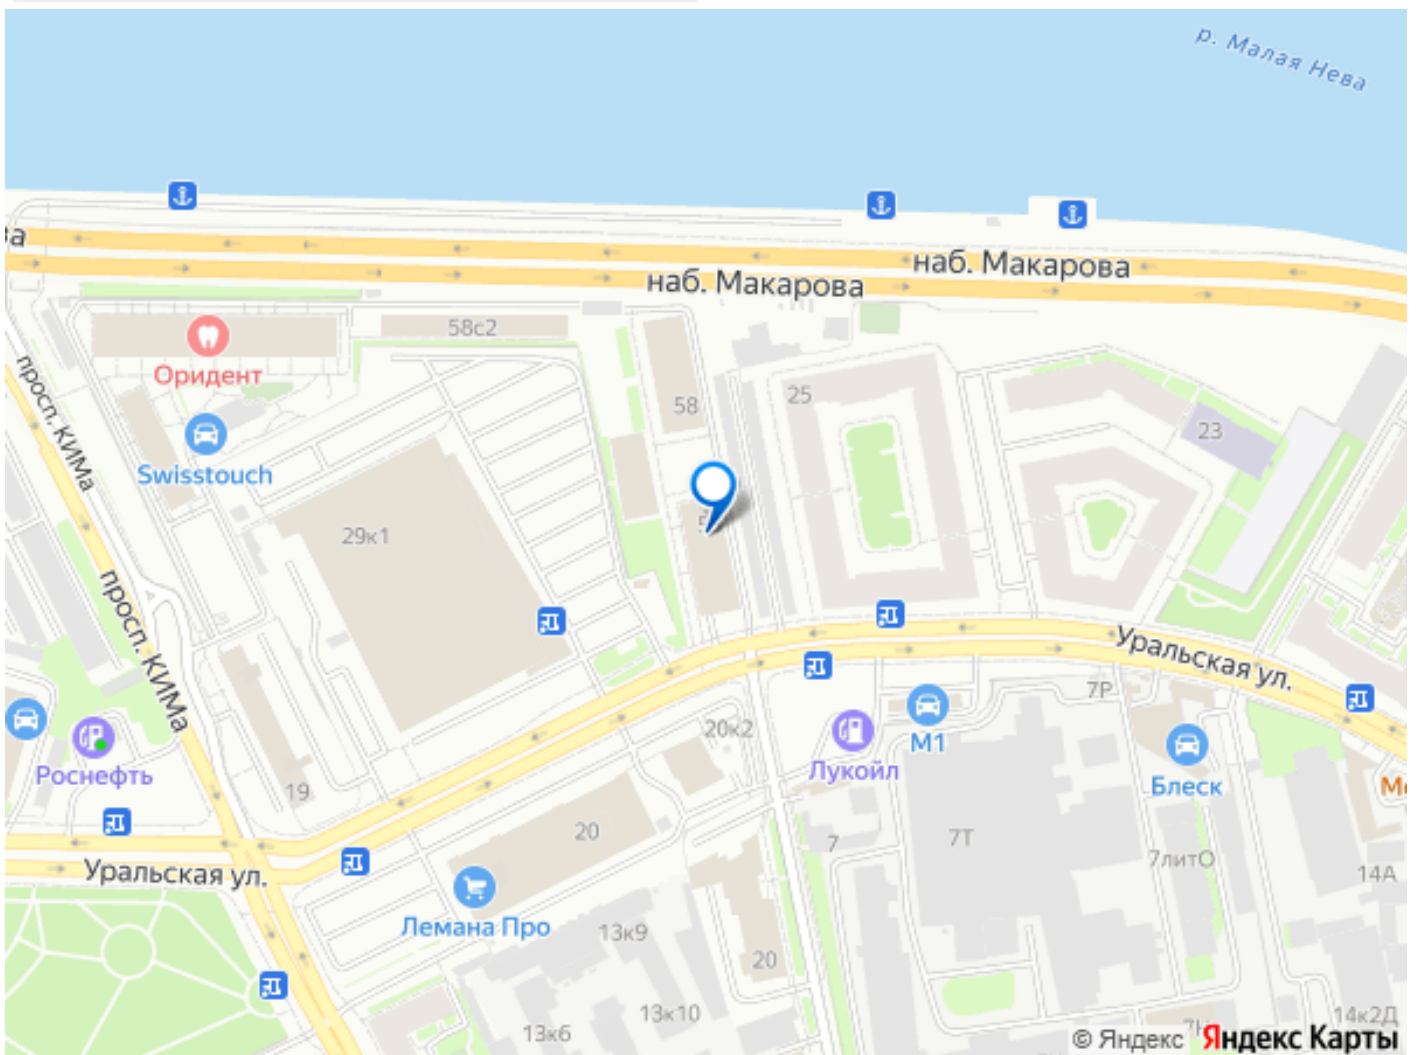 р. Малая Нева
наб. Макарова
наб. Макарова
58с2
Оридент
просп. КИМа
25
58
23
Swisstouch
29к1
просп. КИМа
Уральская ул.
7Р
20к2
М1
Роснефть
Лукойл
Блеск
19
20
7
7Т
7литО
14А
Уральская ул.
Лемана Про
13к9
20
13к10
13к6
14к2Д
© Яндекс
Яндекс Карты